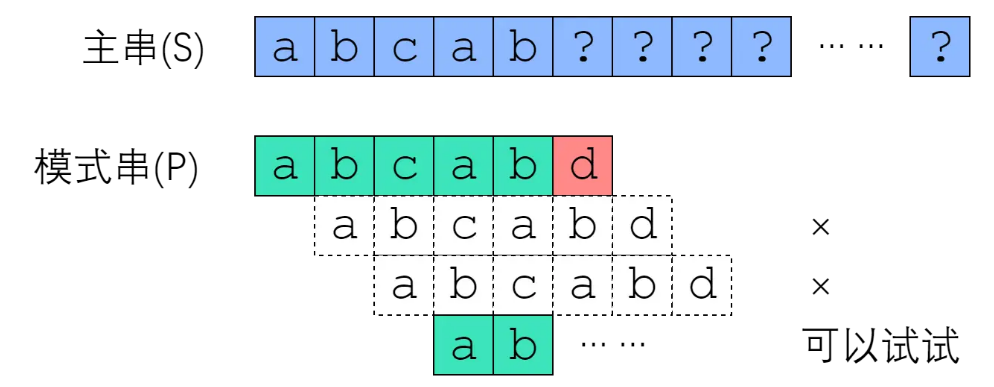 主串(S) a b c a b ? ? ? ? ··· ··· ?
模式串(P) a b c a b d
a b c a b d ×
a b c a b d ×
a b ··· ··· 可以试试